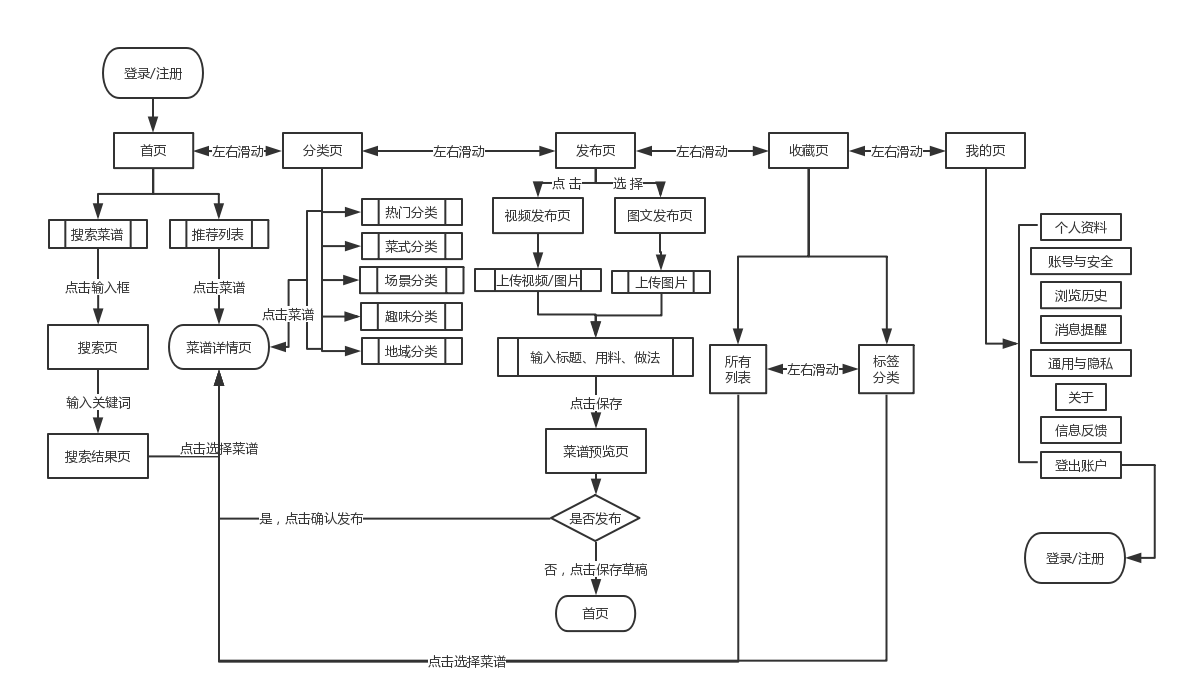 登录/注册
首页
左右滑动
分类页
左右滑动
发布页
左右滑动
收藏页
左右滑动
我的页
点 击
选 择
搜索菜谱
推荐列表
热门分类
菜式分类
场景分类
趣味分类
地域分类
视频发布页
图文发布页
上传视频/图片
上传图片
个人资料
账号与安全
浏览历史
消息提醒
通用与隐私
关于
信息反馈
登出账户
点击输入框
点击菜谱
点击菜谱
搜索页
菜谱详情页
输入标题、用料、做法
所有
列表
左右滑动
标签
分类
输入关键词
点击保存
搜索结果页
点击选择菜谱
菜谱预览页
是，点击确认发布
是否发布
否，点击保存草稿
首页
登录/注册
点击选择菜谱